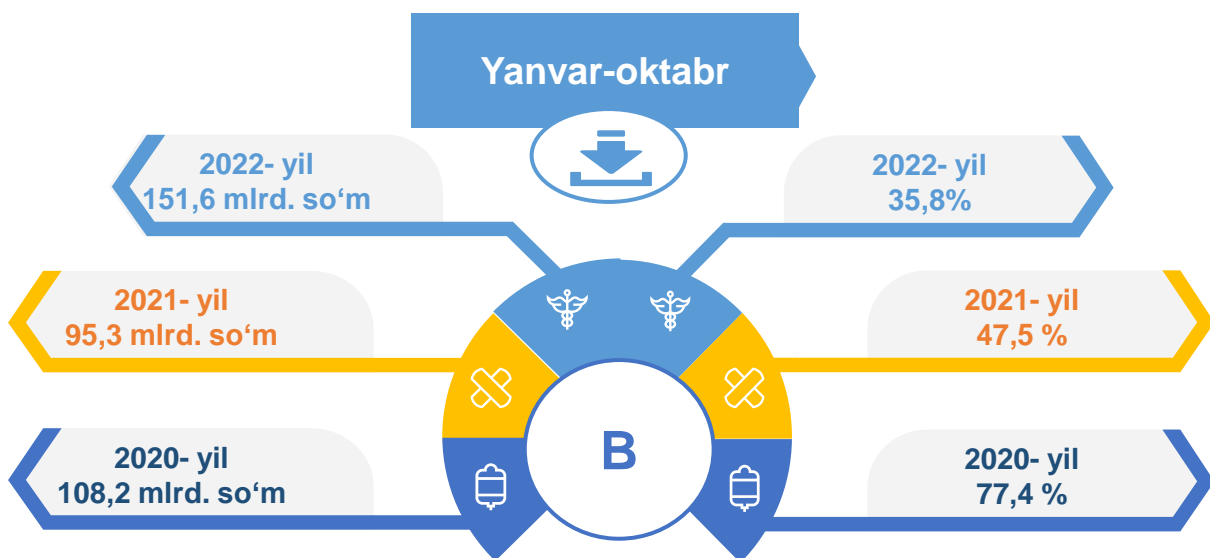 Yanvar-oktabr
2022- yil
151,6 mlrd. so‘m
2022- yil
35,8%
2021- yil
95,3 mlrd. so‘m
2021- yil
47,5 %
B
2020- yil
108,2 mlrd. so‘m
2020- yil
77,4 %